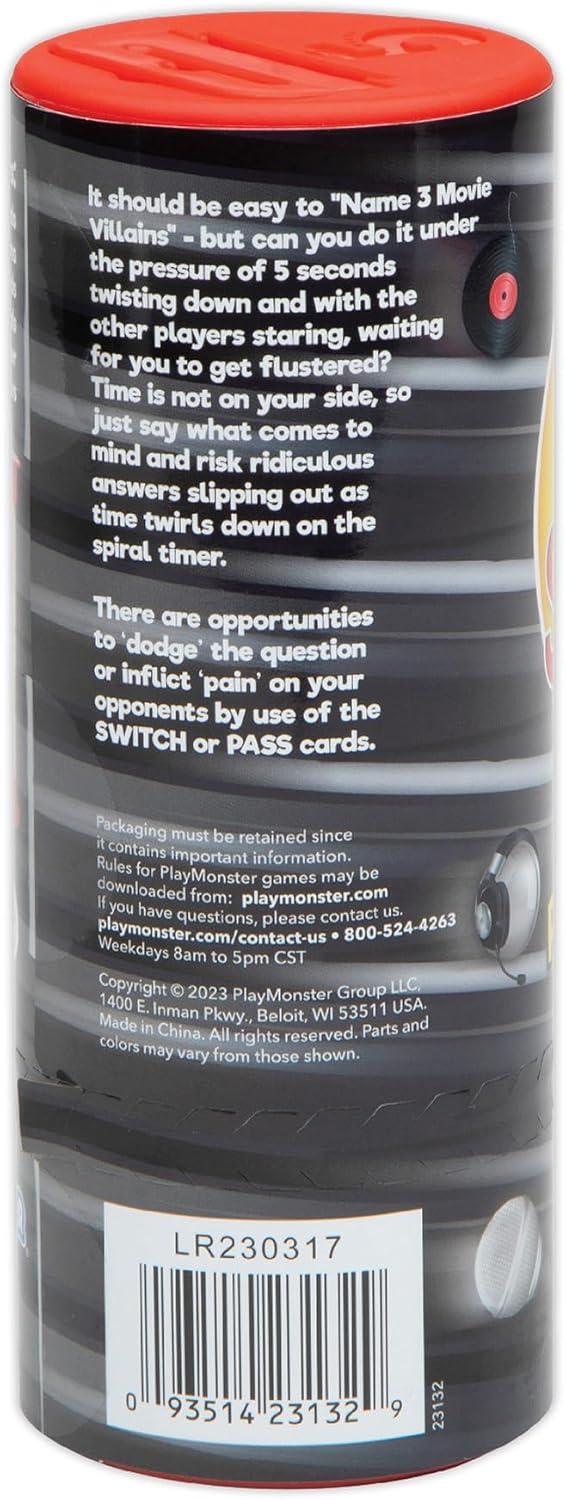 It should be easy to "Name 3 Movie
Villains" - but can you do it under
the pressure of 5 seconds
twisting down and with the
other players staring, waiting
for you to get flustered?
Time is not on your side, so
just say what comes to
mind and risk ridiculous
answers slipping out as
time twirls down on the
spiral timer.
There are opportunities
to 'dodge' the question
or inflict 'pain' on your
opponents by use of the
SWITCH or PASS cards.
Packaging must be retained since
it contains important information.
Rules for PlayMonster games may be
downloaded from: playmonster.com
If you have questions, please contact us.
playmonster.com/contact-us • 800-524-4263
Weekdays 8am to 5pm CST
Copyright © 2023 PlayMonster Group LLC,
1400 E. Inman Pkwy., Beloit, WI 53511 USA.
Made in China. All rights reserved. Parts and
colors may vary from those shown.
LR230317
0 93514 23132 9
23132